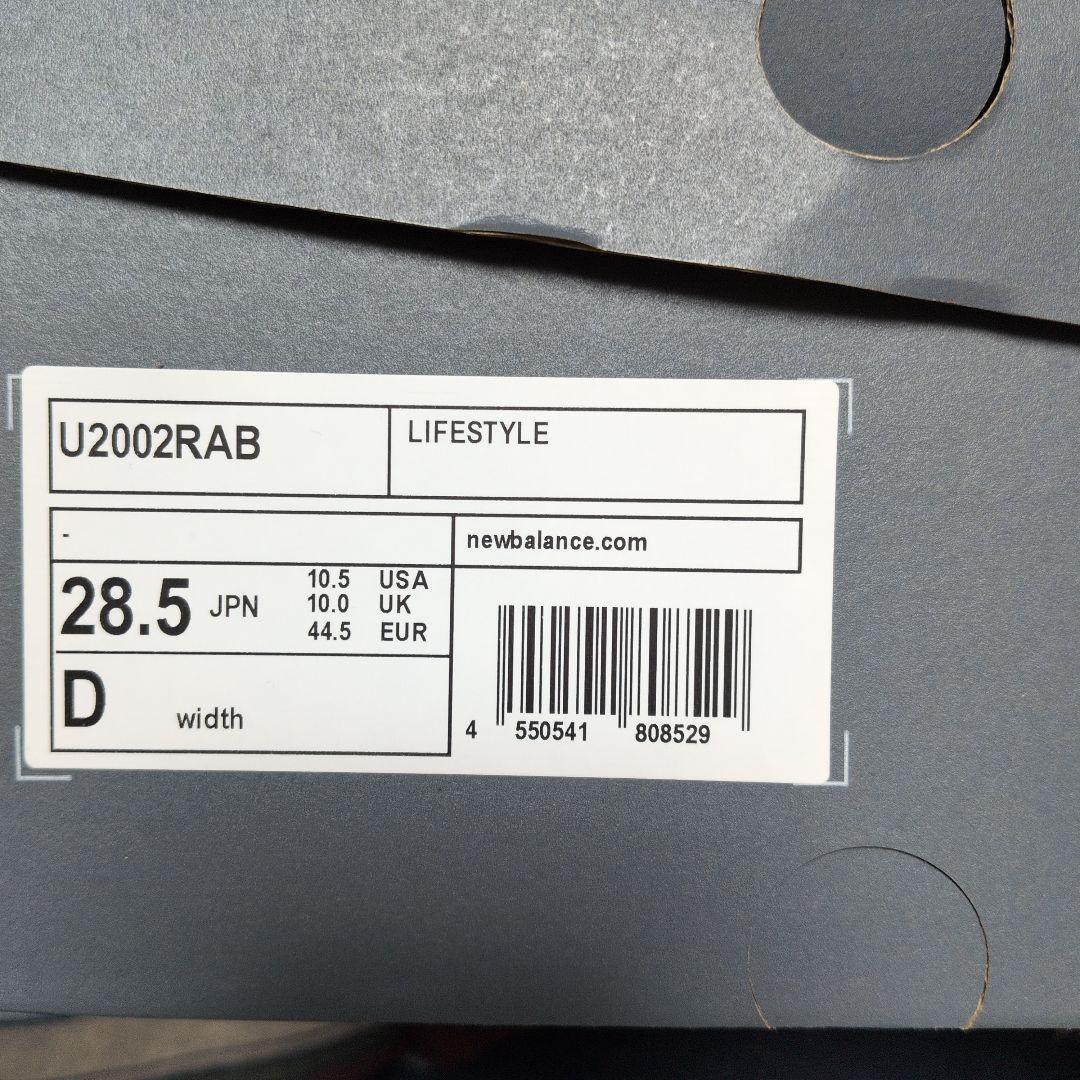 U2002RAB
LIFESTYLE
-
newbalance.com
28.5 JPN
10.5 USA
10.0 UK
44.5 EUR
D width
4 550541 808529